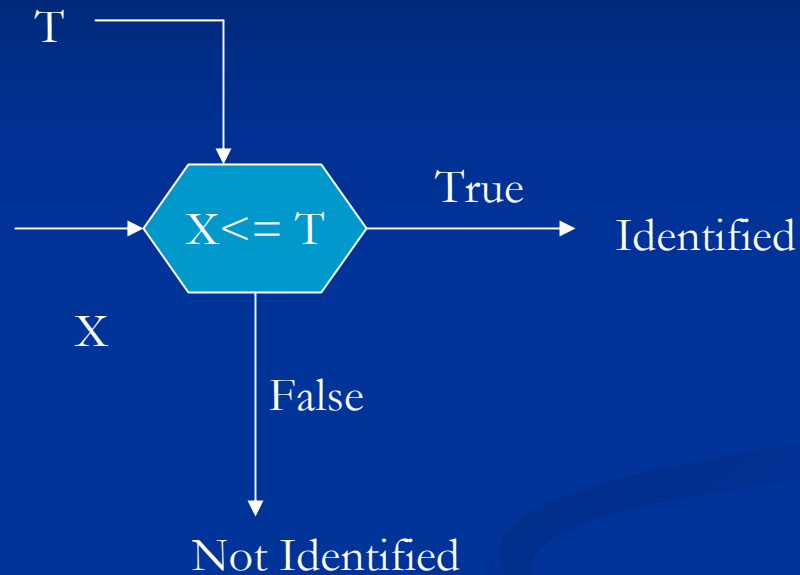 T
True
X<= T
Identified
X
False
Not Identified